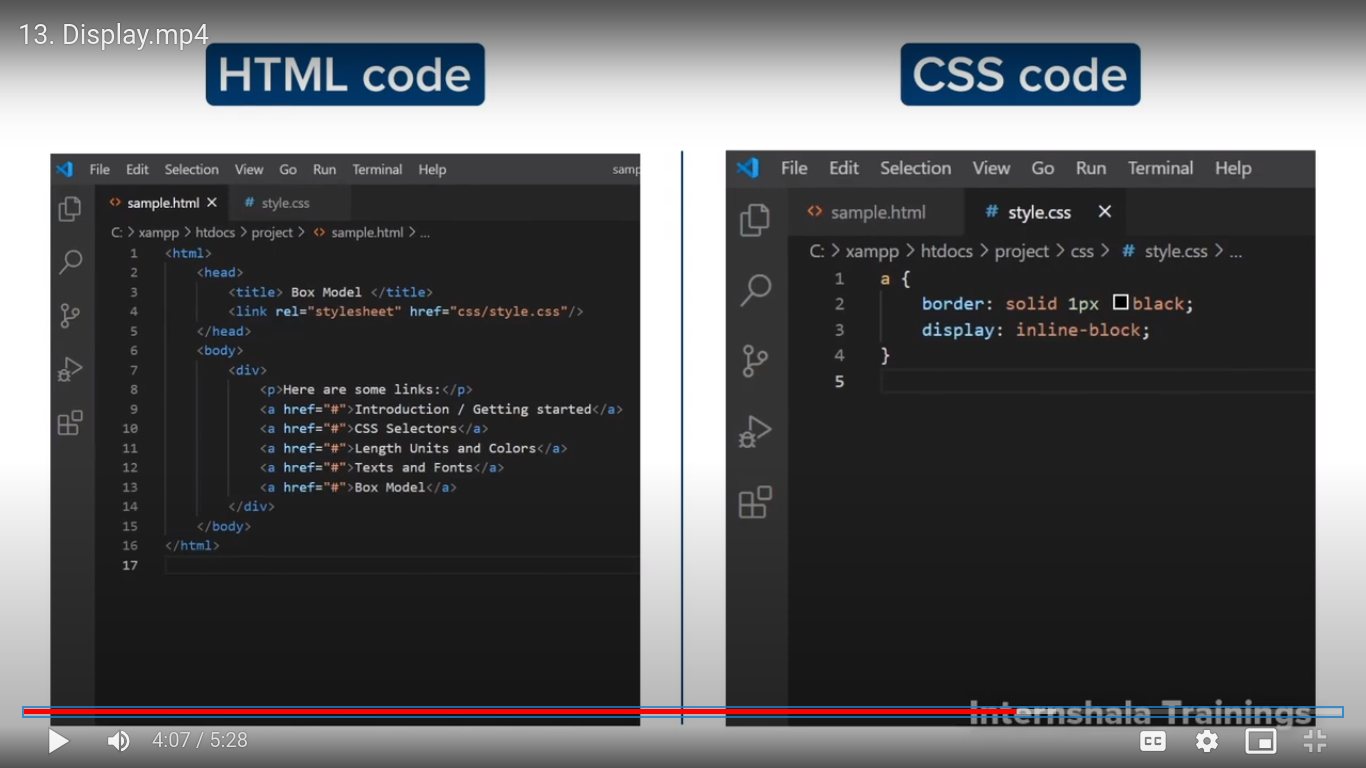 13. Display.mp4
HTML code
File Edit Selection View Go Run Terminal Help samp
sample.html × # style.css
C: > xampp > htdocs > project > <> sample.html > ...
1 <html>
2 <head>
3 <title> Box Model </title>
4 <link rel="stylesheet" href="css/style.css"/>
5 </head>
6 <body>
7 <div>
8 <p>Here are some links:</p>
9 <a href="#">Introduction / Getting started</a>
10 <a href="#">CSS Selectors</a>
11 <a href="#">Length Units and Colors</a>
12 <a href="#">Texts and Fonts</a>
13 <a href="#">Box Model</a>
14 </div>
15 </body>
16 </html>
17
CSS code
File Edit Selection View Go Run Terminal Help
<> sample.html # style.css ×
C: > xampp > htdocs > project > css > # style.css > ...
1 a {
2 border: solid 1px black;
3 display: inline-block;
4 }
5
Internshala Trainings
4:07 / 5:28
CC